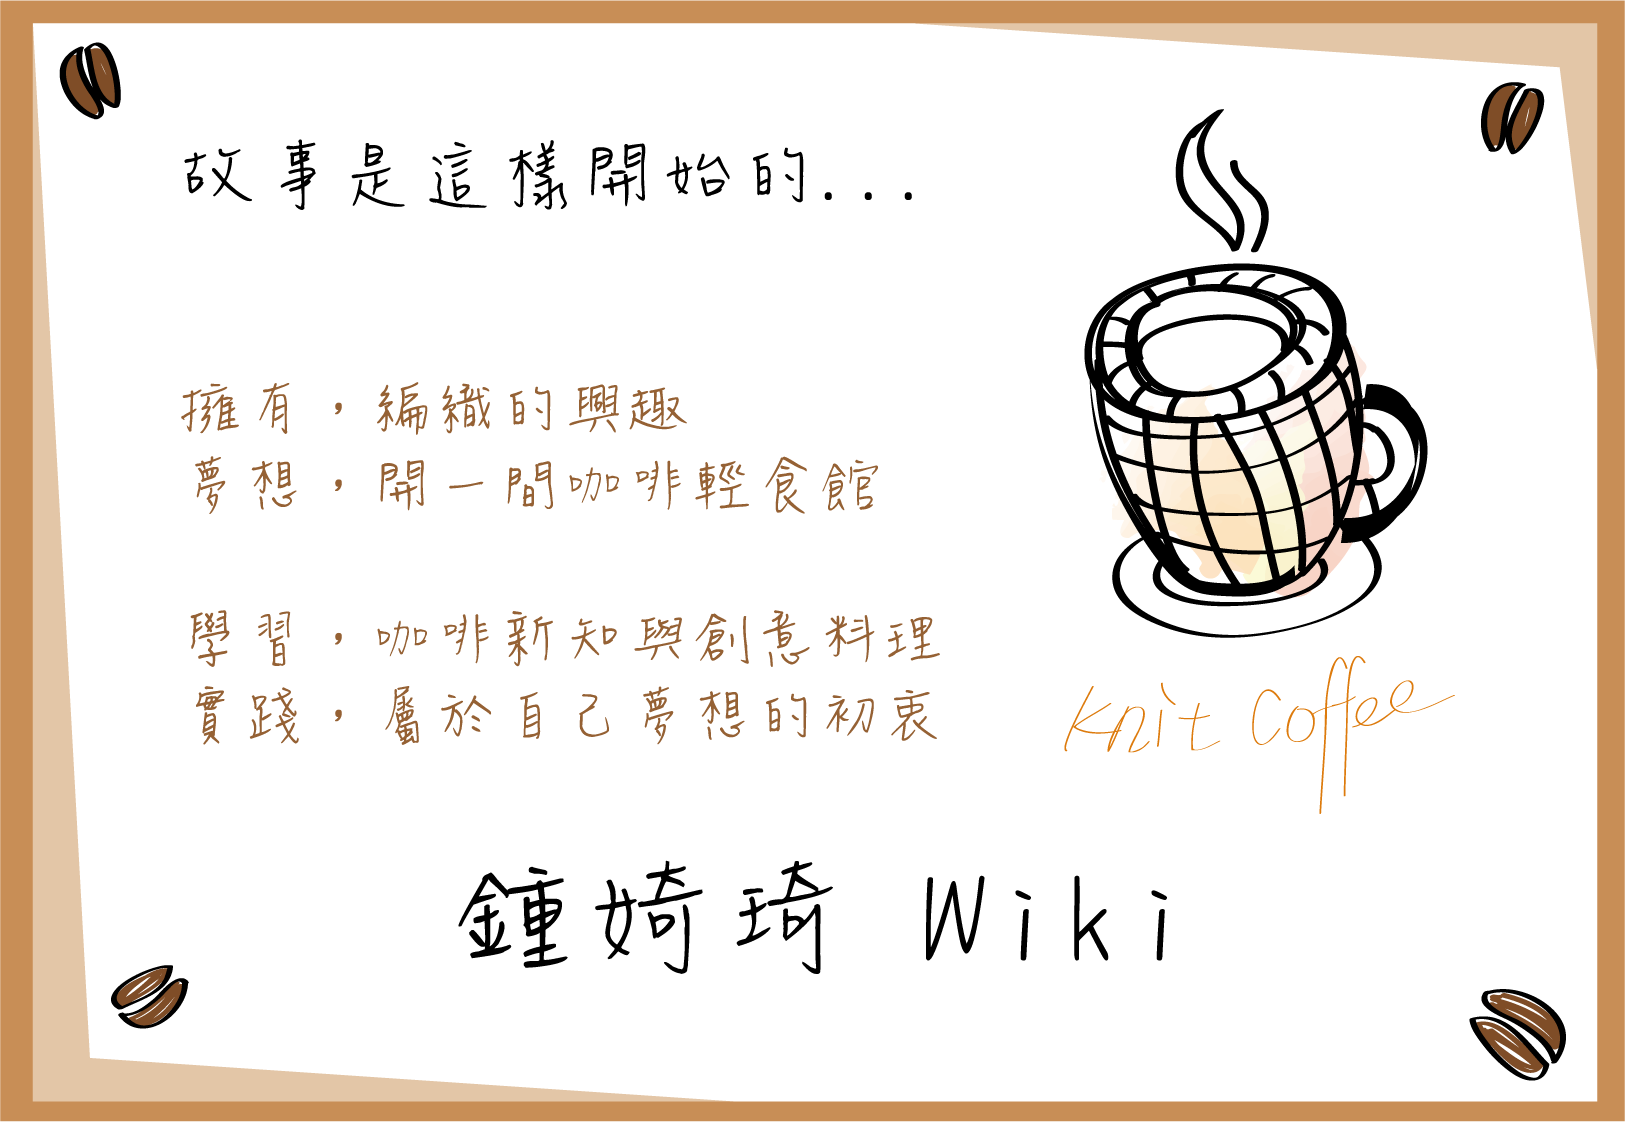 故事是這樣開始的...
擁有，編織的興趣
夢想，開一間咖啡輕食館
學習，咖啡新知與創意料理
實踐，屬於自己夢想的初衷
Knit Coffee
鍾婍琦 Wiki